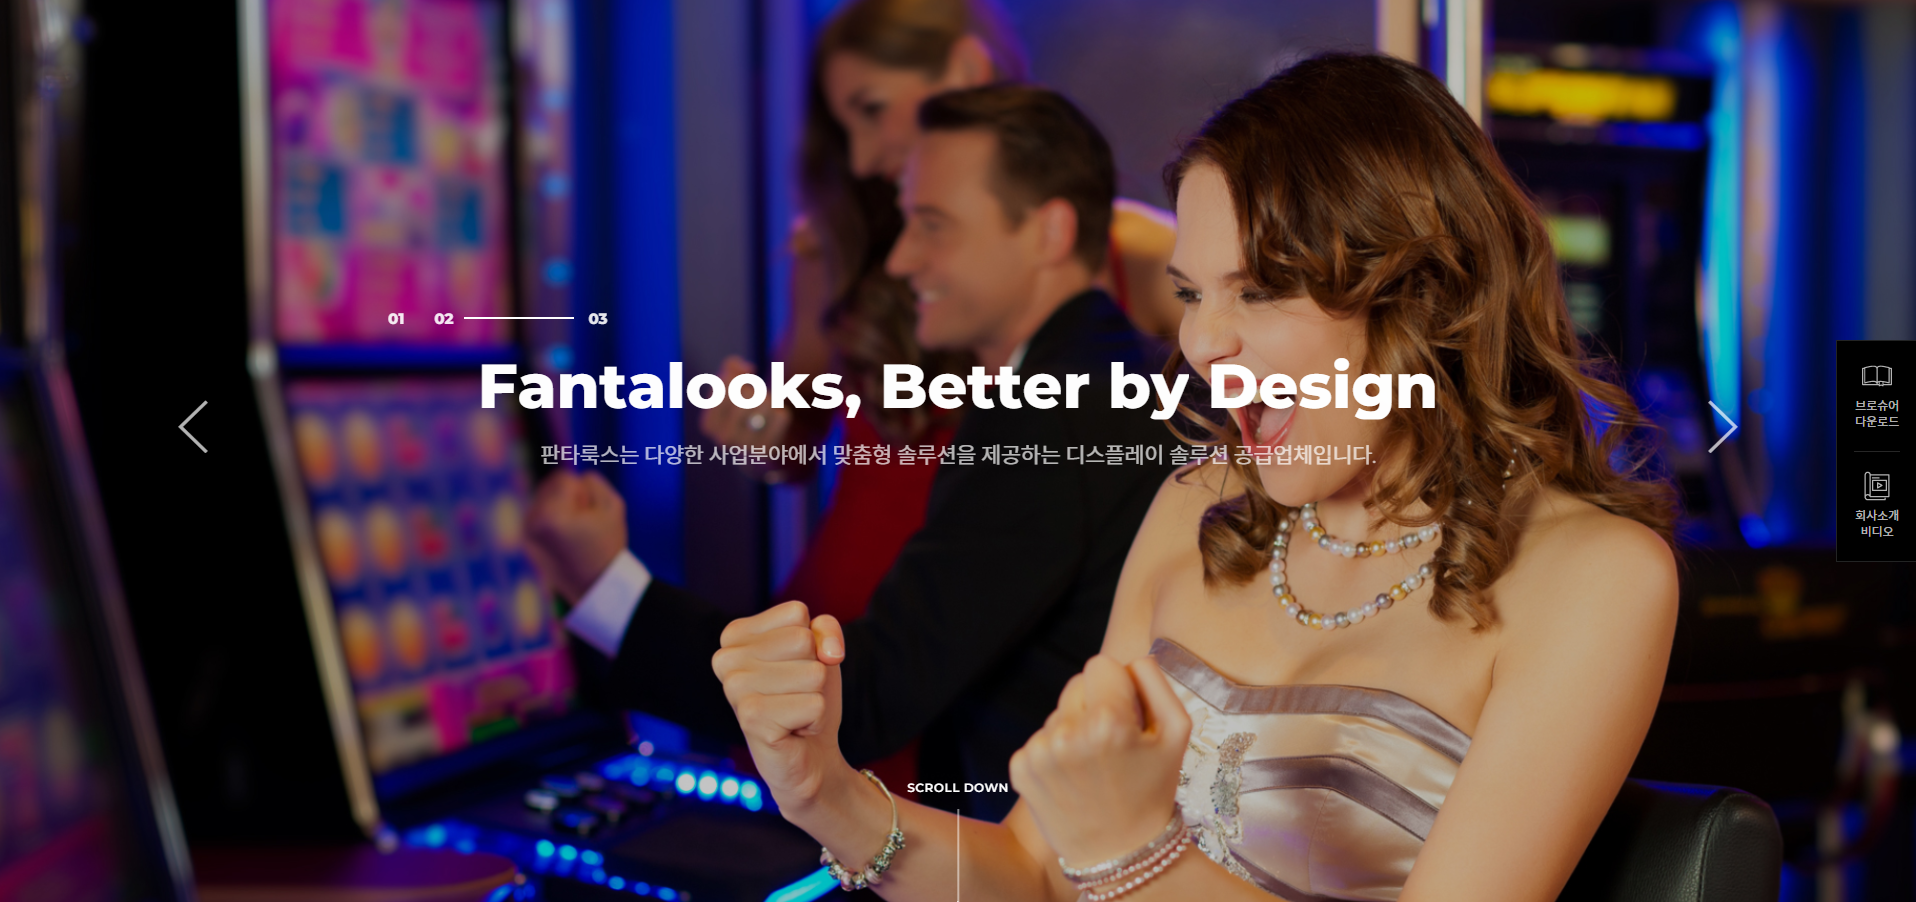 01 02 03
Fantalooks, Better by Design
판타룩스는 다양한 사업분야에서 맞춤형 솔루션을 제공하는 디스플레이 솔루션 공급업체입니다.
브로슈어
다운로드
회사소개
비디오
SCROLL DOWN